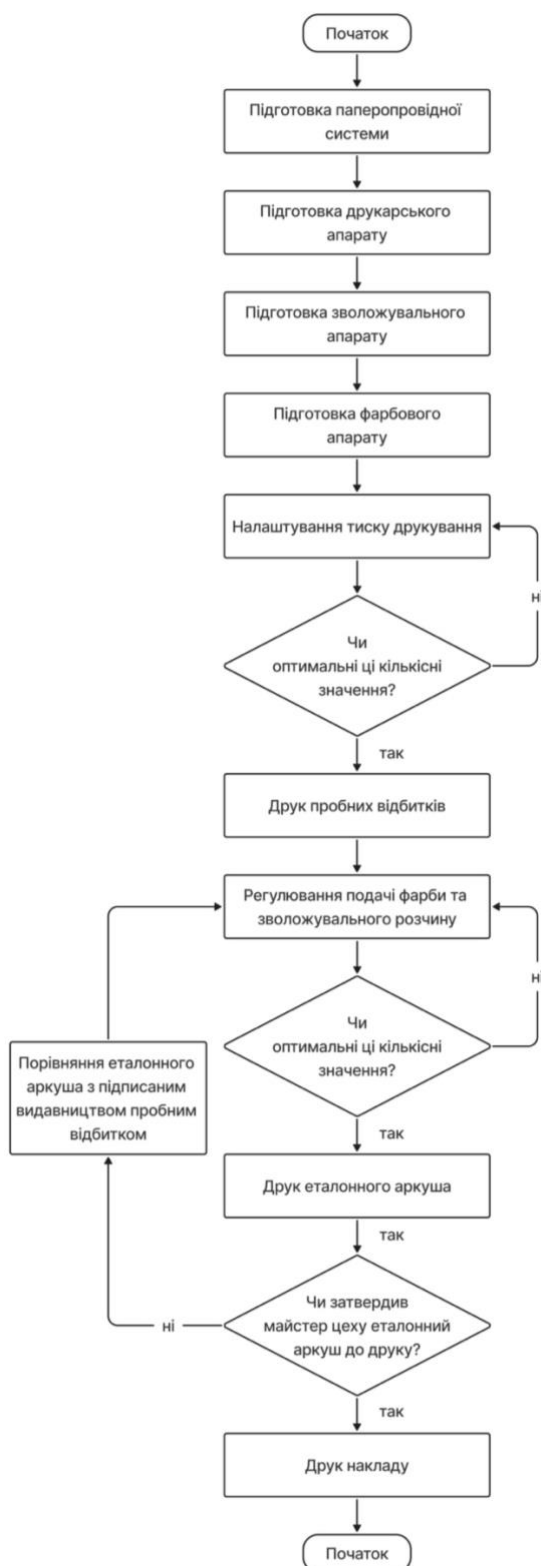 Початок
Підготовка паперопровідної
системи
Підготовка друкарського
апарату
Підготовка зволожувального
апарату
Підготовка фарбового
апарату
Налаштування тиску друкування
ні
Чи
оптимальні ці кількісні
значення?
так
Друк пробних відбитків
Регулювання подачі фарби та
зволожувального розчину
ні
Чи
оптимальні ці кількісні
значення?
Порівняння еталонного
аркуша з підписаним
видавництвом пробним
відбитком
так
Друк еталонного аркуша
так
Чи затвердив
майстер цеху еталонний
аркуш до друку?
ні
так
Друк накладу
Початок